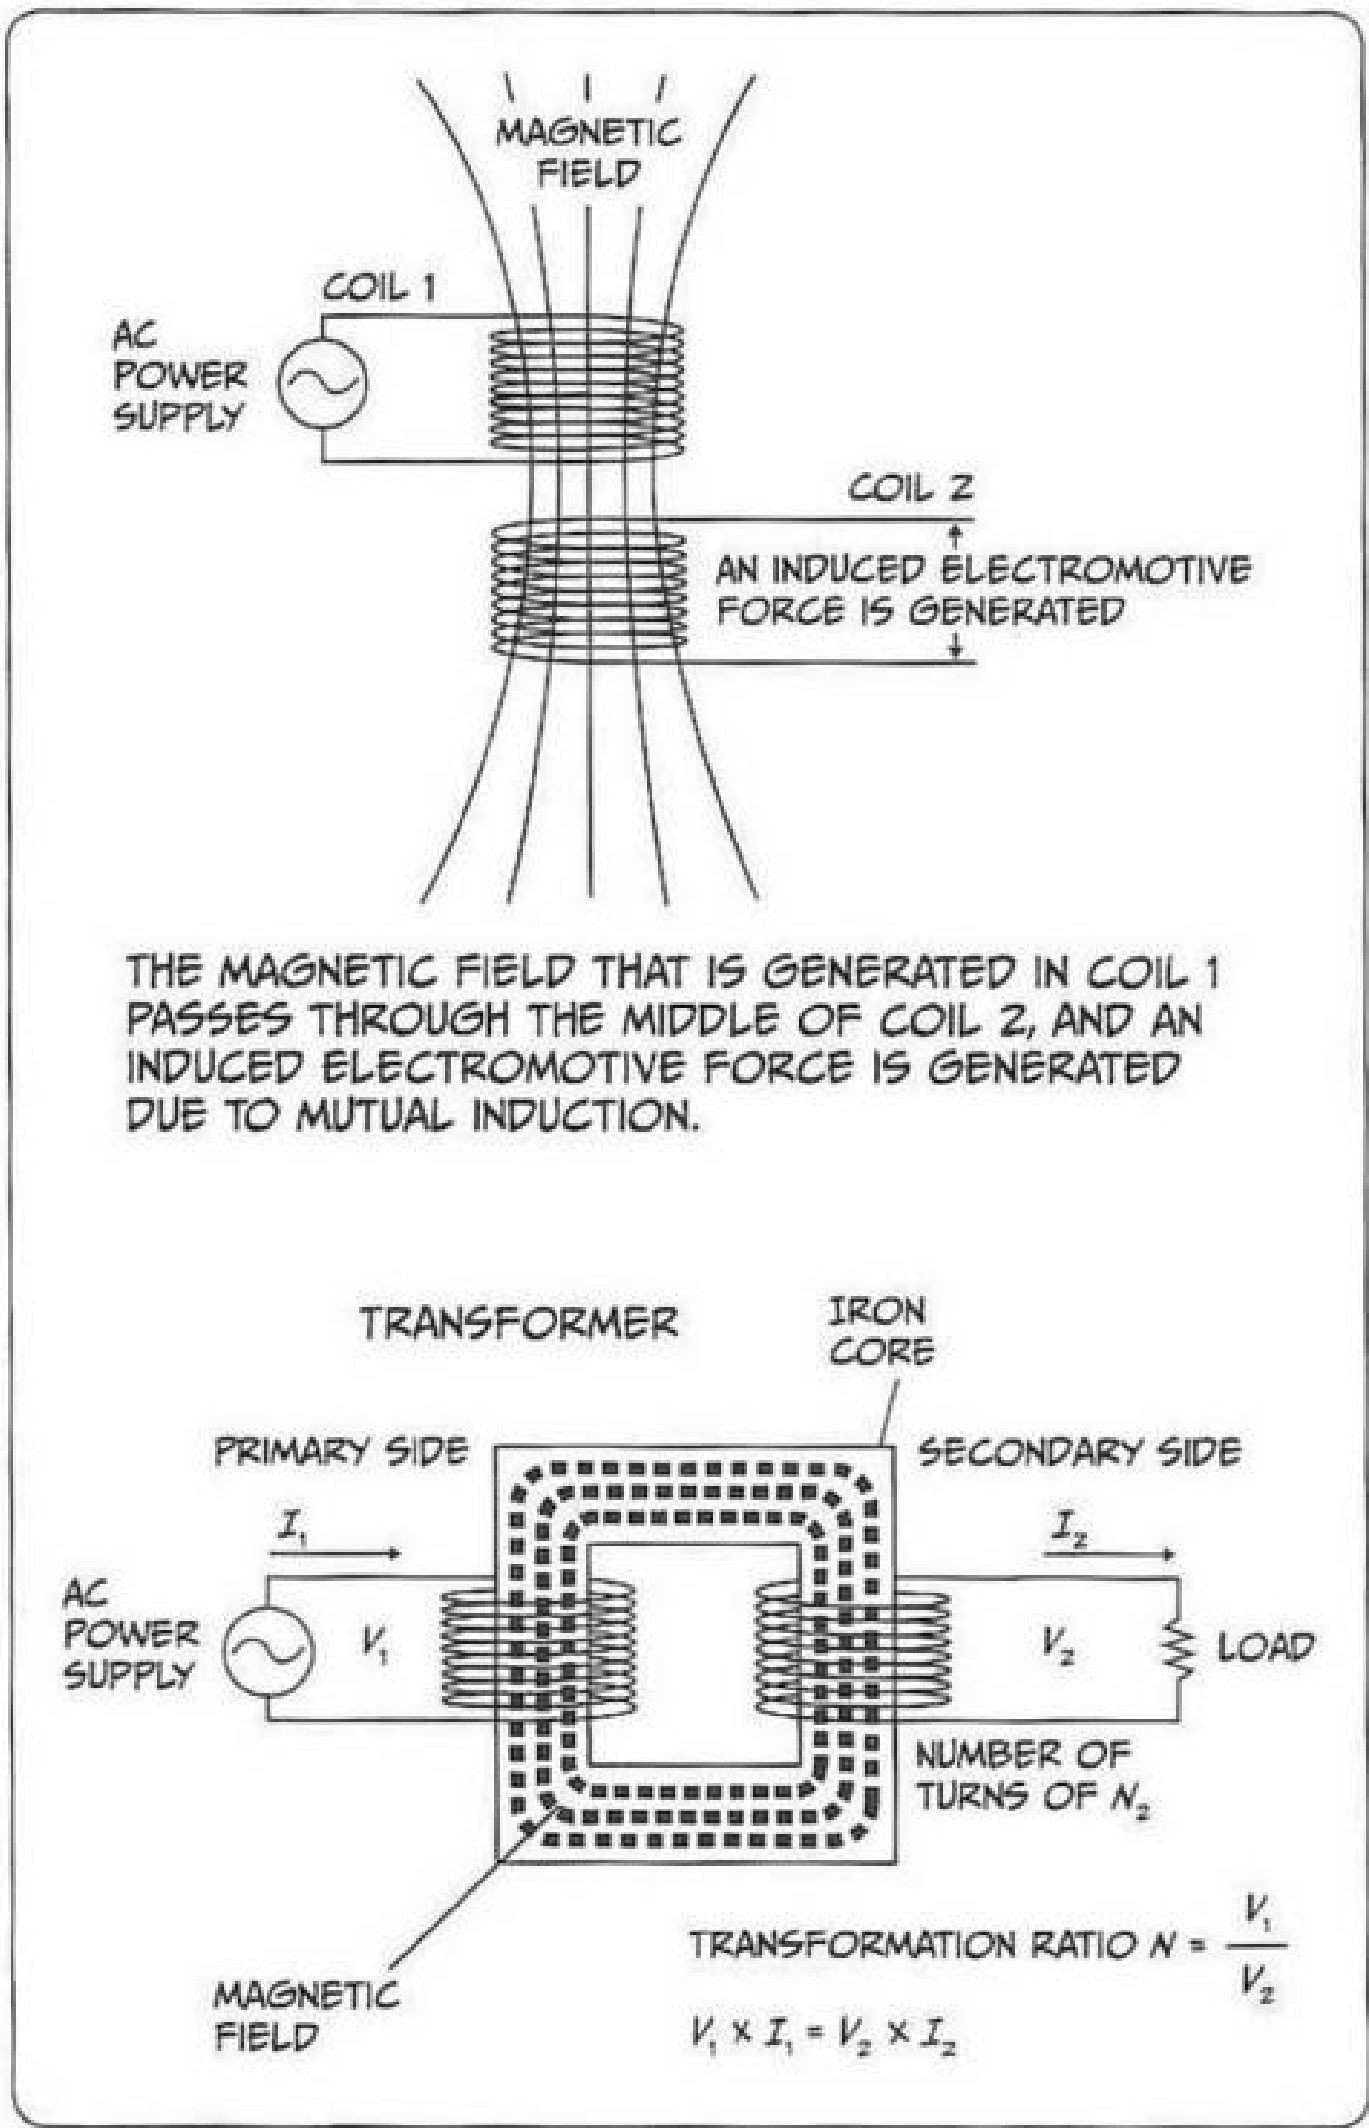 MAGNETIC
FIELD
COIL 1
AC
POWER
SUPPLY
COIL 2
AN INDUCED ELECTROMOTIVE
FORCE IS GENERATED
THE MAGNETIC FIELD THAT IS GENERATED IN COIL 1
PASSES THROUGH THE MIDDLE OF COIL 2, AND AN
INDUCED ELECTROMOTIVE FORCE IS GENERATED
DUE TO MUTUAL INDUCTION.
TRANSFORMER
IRON
CORE
PRIMARY SIDE
SECONDARY SIDE
I₁
I₂
AC
POWER
SUPPLY
V₁
V₂
LOAD
NUMBER OF
TURNS OF N₂
TRANSFORMATION RATIO N = V₁ / V₂
MAGNETIC
FIELD
V₁ × I₁ = V₂ × I₂